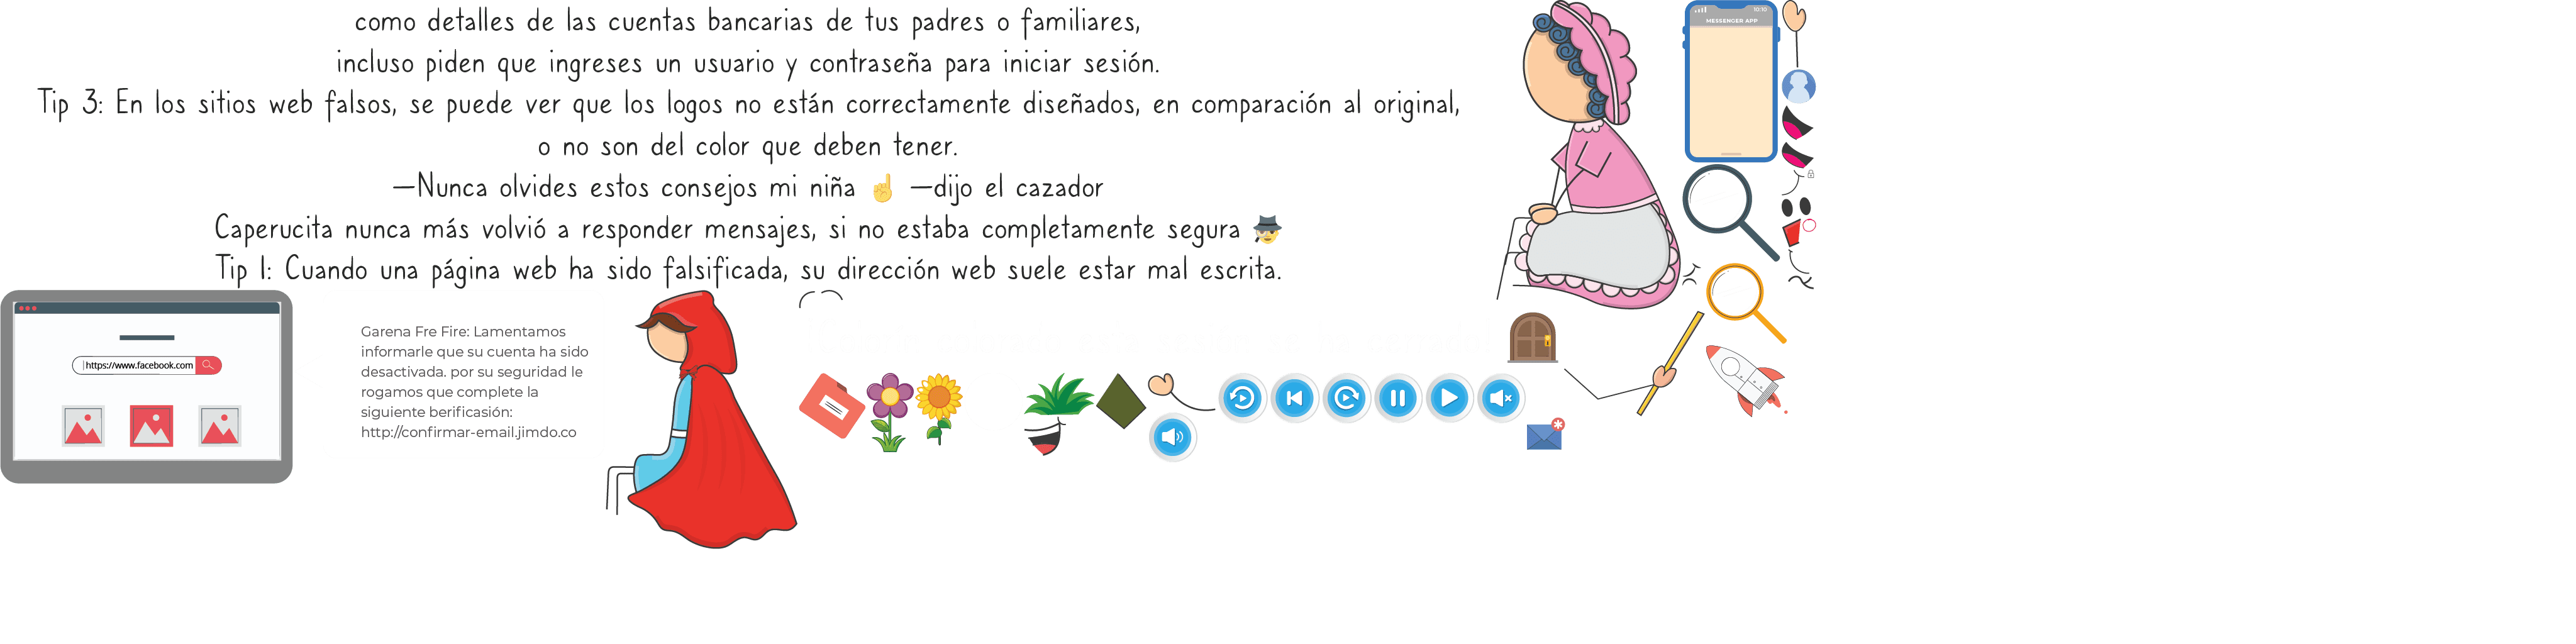 como detalles de las cuentas bancarias de tus padres o familiares,
incluso piden que ingreses un usuario y contraseña para iniciar sesión.
Tip 3: En los sitios web falsos, se puede ver que los logos no están correctamente diseñados, en comparación al original,
o no son del color que deben tener.
—Nunca olvides estos consejos mi niña ☝ —dijo el cazador
Caperucita nunca más volvió a responder mensajes, si no estaba completamente segura 🕵
Tip 1: Cuando una página web ha sido falsificada, su dirección web suele estar mal escrita.
10:10
MESSENGER APP
https://www.facebook.com
Garena Fre Fire: Lamentamos
informarle que su cuenta ha sido
desactivada. por su seguridad le
rogamos que complete la
siguiente berificasión:
http://confirmar-email.jimdo.co